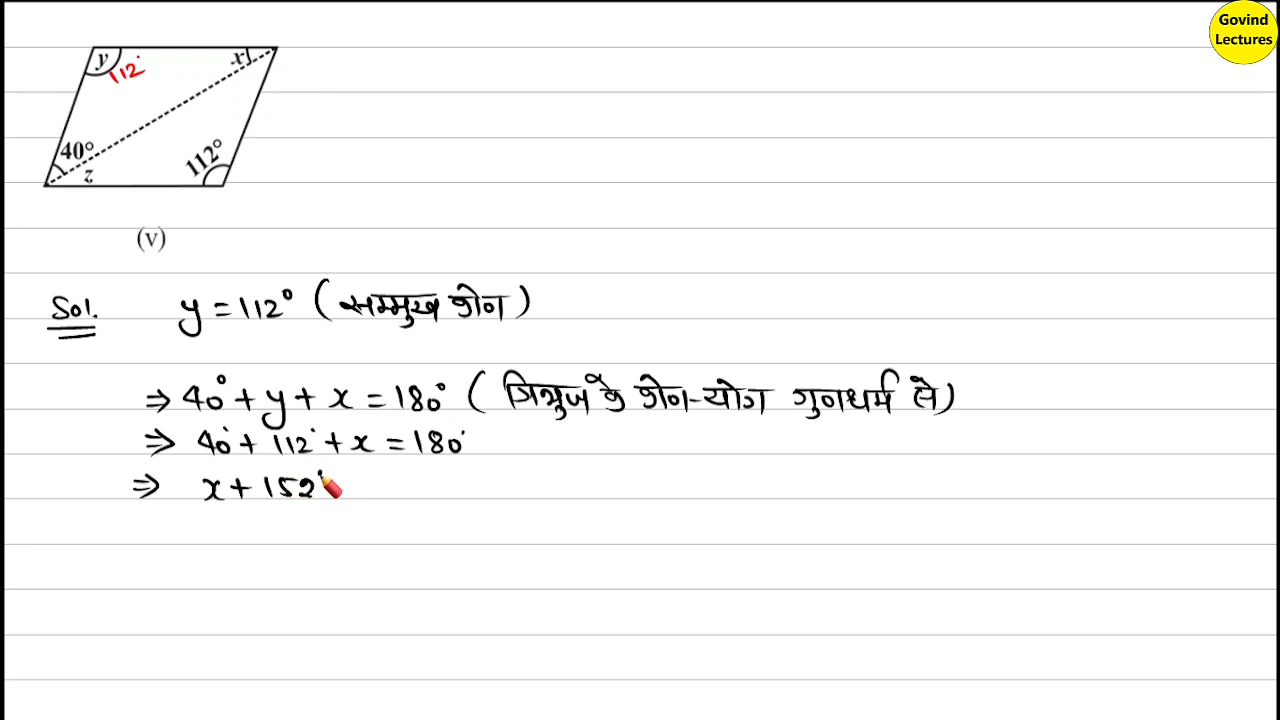 Govind
Lectures
y
112°
x
40°
z
112°
(v)
Sol. y = 112° (सम्मुख कोण)
⇒ 40° + y + x = 180° (त्रिभुज के कोण-योग गुणधर्म से)
⇒ 40° + 112° + x = 180°
⇒ x + 152°